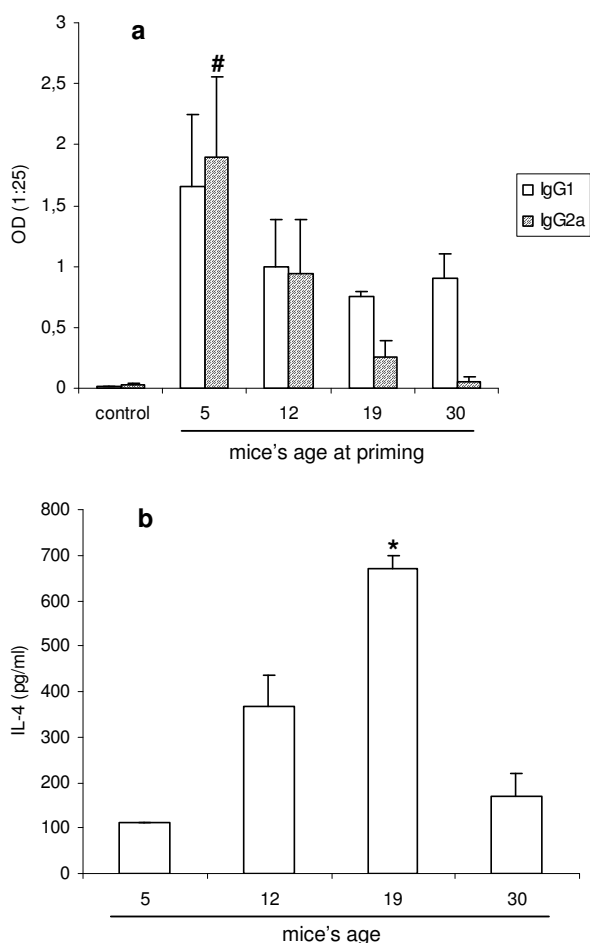 a
#
3
2,5
2
1,5
1
0,5
0
OD (1:25)
IgG1
IgG2a
control 5 12 19 30
mice's age at priming
b
*
800
700
600
500
400
300
200
100
0
IL-4 (pg/ml)
5 12 19 30
mice's age